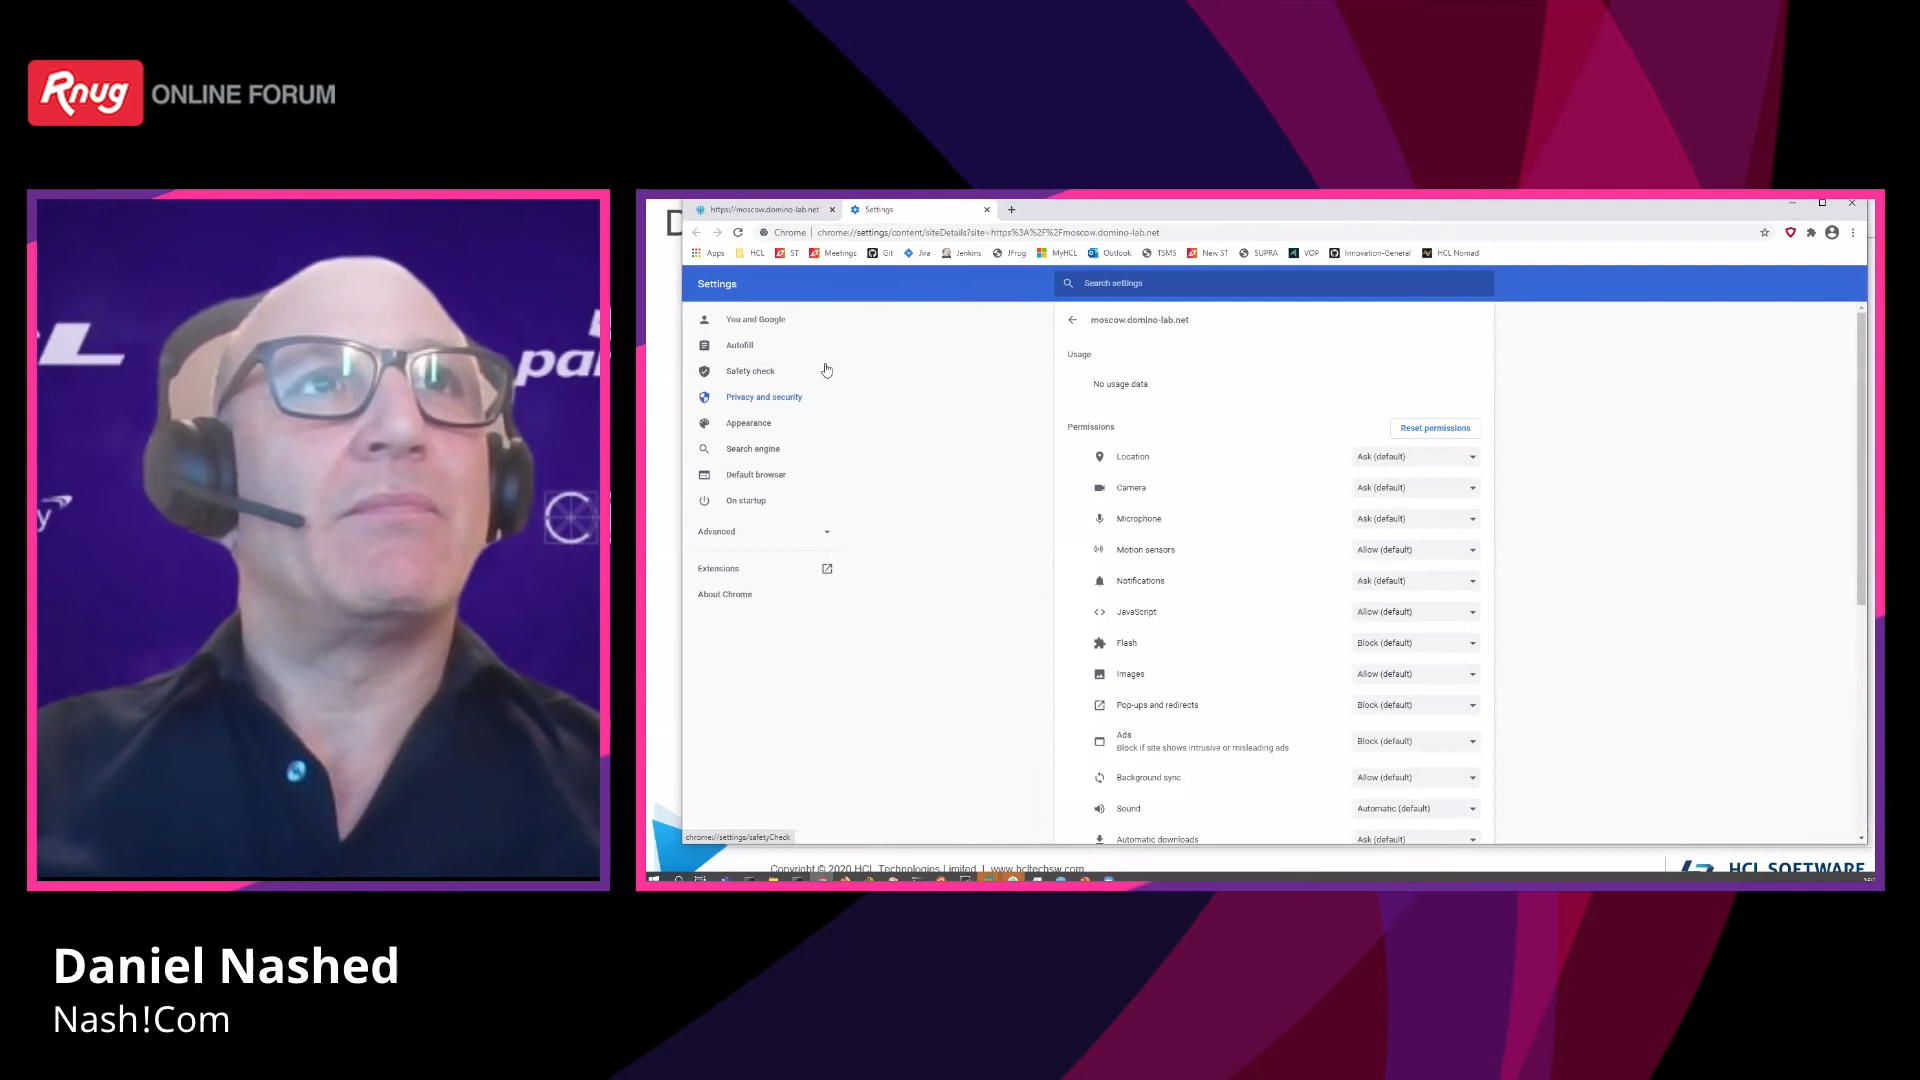 Rnug ONLINE FORUM
https://moscow.domino-lab.net
Settings
Chrome | chrome://settings/content/siteDetails?site=https%3A%2F%2Fmoscow.domino-lab.net
Apps HCL ST Meetings Git Jira Jenkins JFrog MyHCL Outlook TSMS New ST SUPRA VOP Innovation-General HCL Nomad
Settings
Search settings
You and Google
Autofill
Safety check
Privacy and security
Appearance
Search engine
Default browser
On startup
Advanced
Extensions
About Chrome
moscow.domino-lab.net
Usage
No usage data
Permissions
Reset permissions
Location Ask (default)
Camera Ask (default)
Microphone Ask (default)
Motion sensors Allow (default)
Notifications Ask (default)
JavaScript Allow (default)
Flash Block (default)
Images Allow (default)
Pop-ups and redirects Block (default)
Ads
Block if site shows intrusive or misleading ads
Block (default)
Background sync Allow (default)
Sound Automatic (default)
Automatic downloads Ask (default)
chrome://settings/safetyCheck
Copyright © 2020 HCL Technologies Limited | www.hcltechsw.com
HCL SOFTWARE
Daniel Nashed
Nash!Com